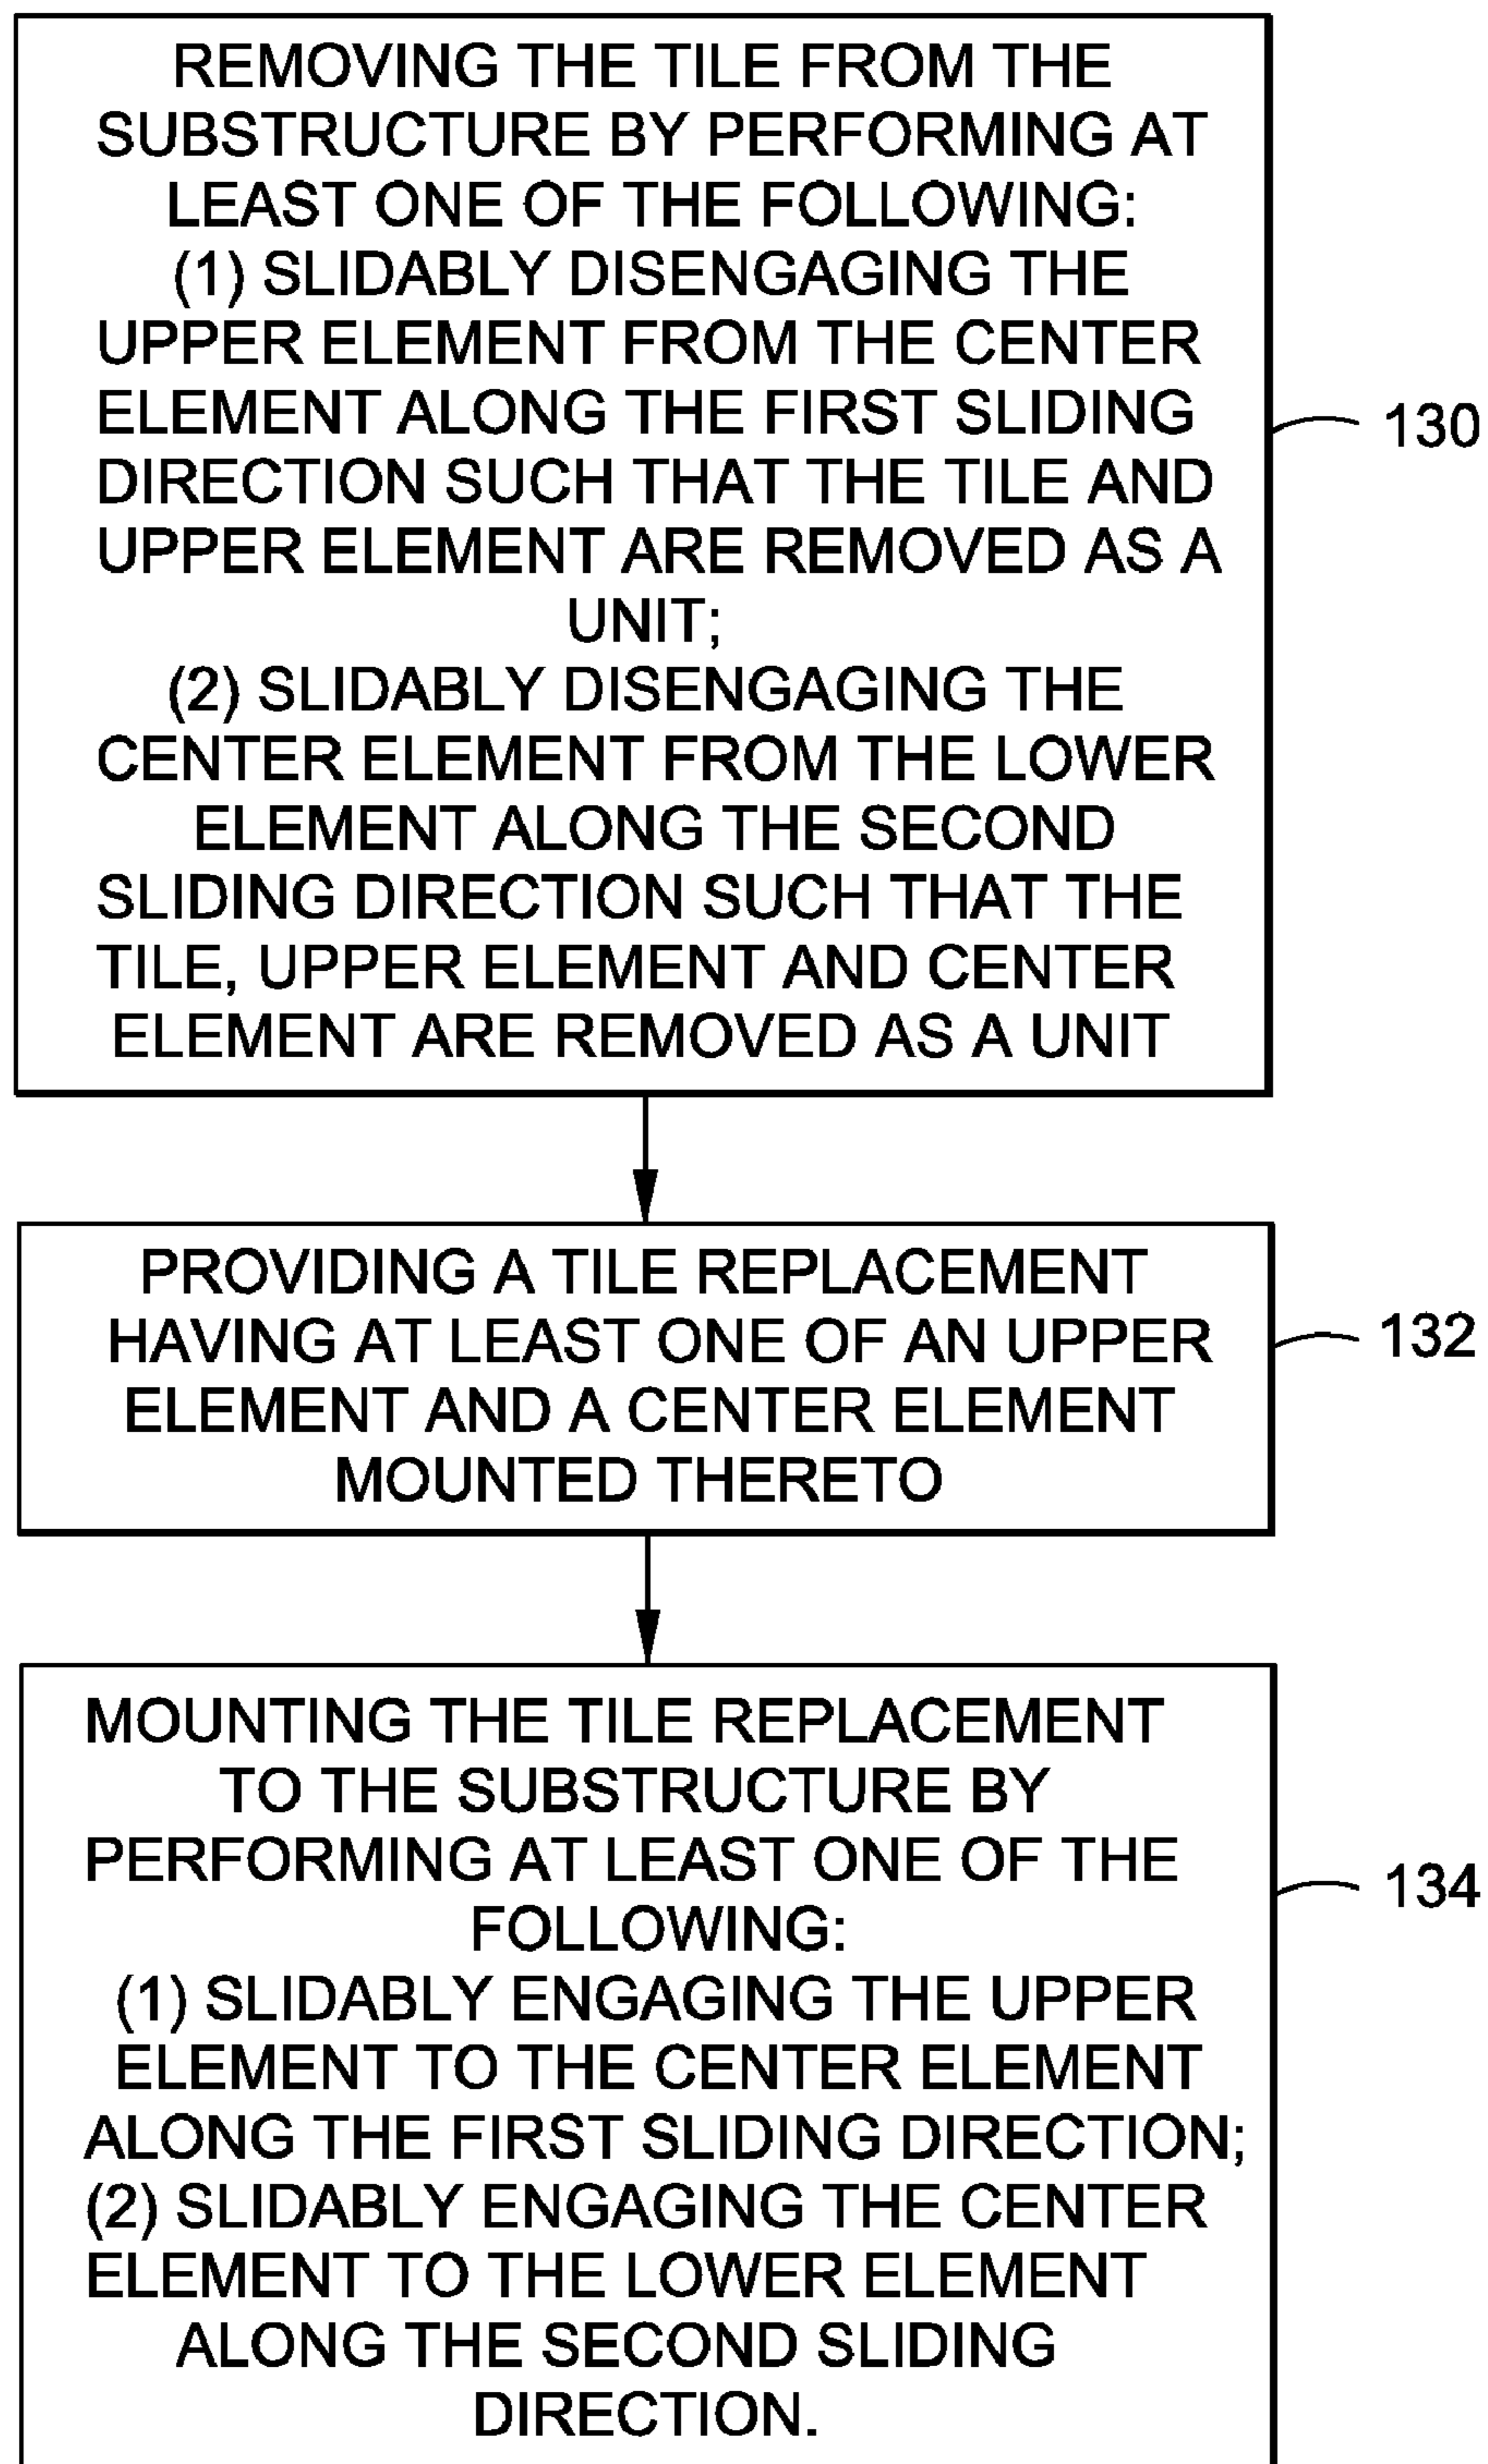 REMOVING THE TILE FROM THE
SUBSTRUCTURE BY PERFORMING AT
LEAST ONE OF THE FOLLOWING:
(1) SLIDABLY DISENGAGING THE
UPPER ELEMENT FROM THE CENTER
ELEMENT ALONG THE FIRST SLIDING
DIRECTION SUCH THAT THE TILE AND
UPPER ELEMENT ARE REMOVED AS A
UNIT;
(2) SLIDABLY DISENGAGING THE
CENTER ELEMENT FROM THE LOWER
ELEMENT ALONG THE SECOND
SLIDING DIRECTION SUCH THAT THE
TILE, UPPER ELEMENT AND CENTER
ELEMENT ARE REMOVED AS A UNIT
130
PROVIDING A TILE REPLACEMENT
HAVING AT LEAST ONE OF AN UPPER
ELEMENT AND A CENTER ELEMENT
MOUNTED THERETO
132
MOUNTING THE TILE REPLACEMENT
TO THE SUBSTRUCTURE BY
PERFORMING AT LEAST ONE OF THE
FOLLOWING:
(1) SLIDABLY ENGAGING THE UPPER
ELEMENT TO THE CENTER ELEMENT
ALONG THE FIRST SLIDING DIRECTION;
(2) SLIDABLY ENGAGING THE CENTER
ELEMENT TO THE LOWER ELEMENT
ALONG THE SECOND SLIDING
DIRECTION.
134